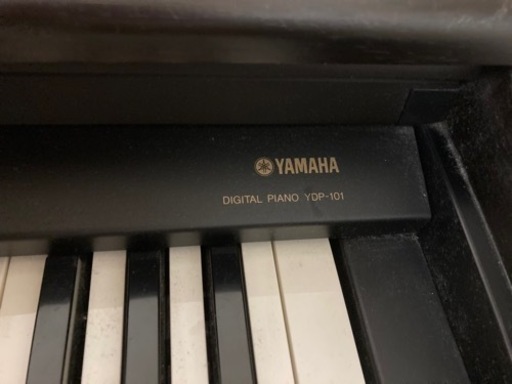 YAMAHA
DIGITAL PIANO YDP-101